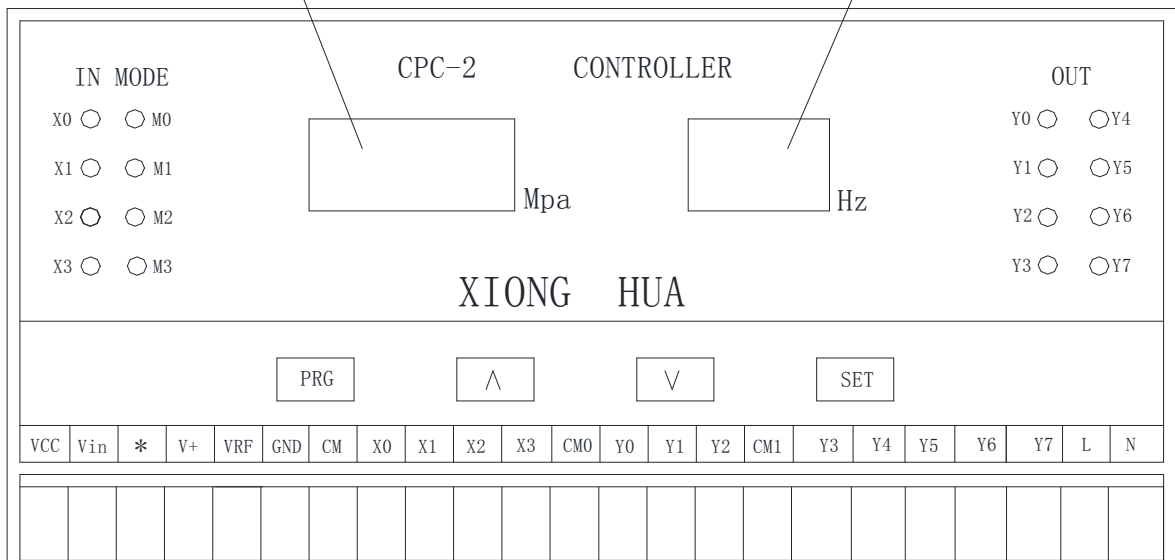 CPC-2 CONTROLLER
IN MODE
OUT
X0 M0
Y0 Y4
X1 M1
Y1 Y5
X2 M2
Y2 Y6
X3 M3
Y3 Y7
Mpa
Hz
XIONG HUA
PRG ∧ ∨ SET
VCC Vin * V+ VRF GND CM X0 X1 X2 X3 CM0 Y0 Y1 Y2 CM1 Y3 Y4 Y5 Y6 Y7 L N